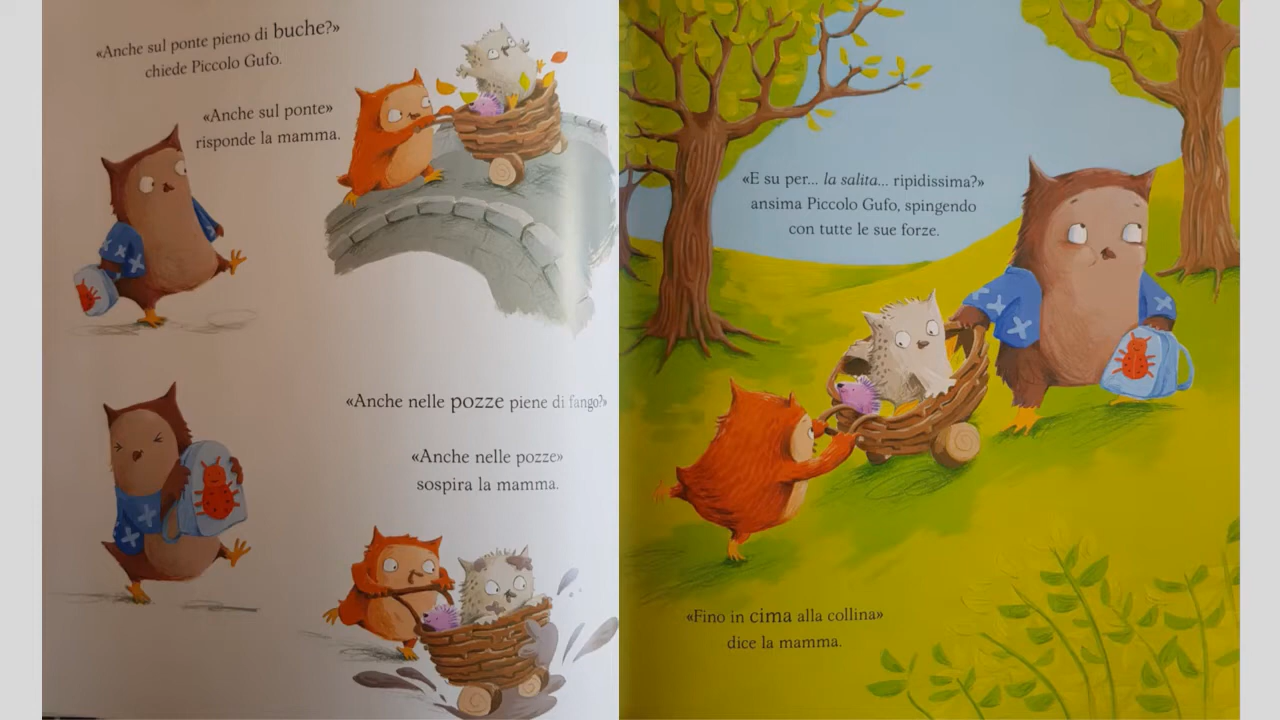 «Anche sul ponte pieno di buche?»
chiede Piccolo Gufo.
«Anche sul ponte»
risponde la mamma.
«Anche nelle pozze piene di fango?»
«Anche nelle pozze»
sospira la mamma.
«E su per... la salita... ripidissima?»
ansima Piccolo Gufo, spingendo
con tutte le sue forze.
«Fino in cima alla collina»
dice la mamma.